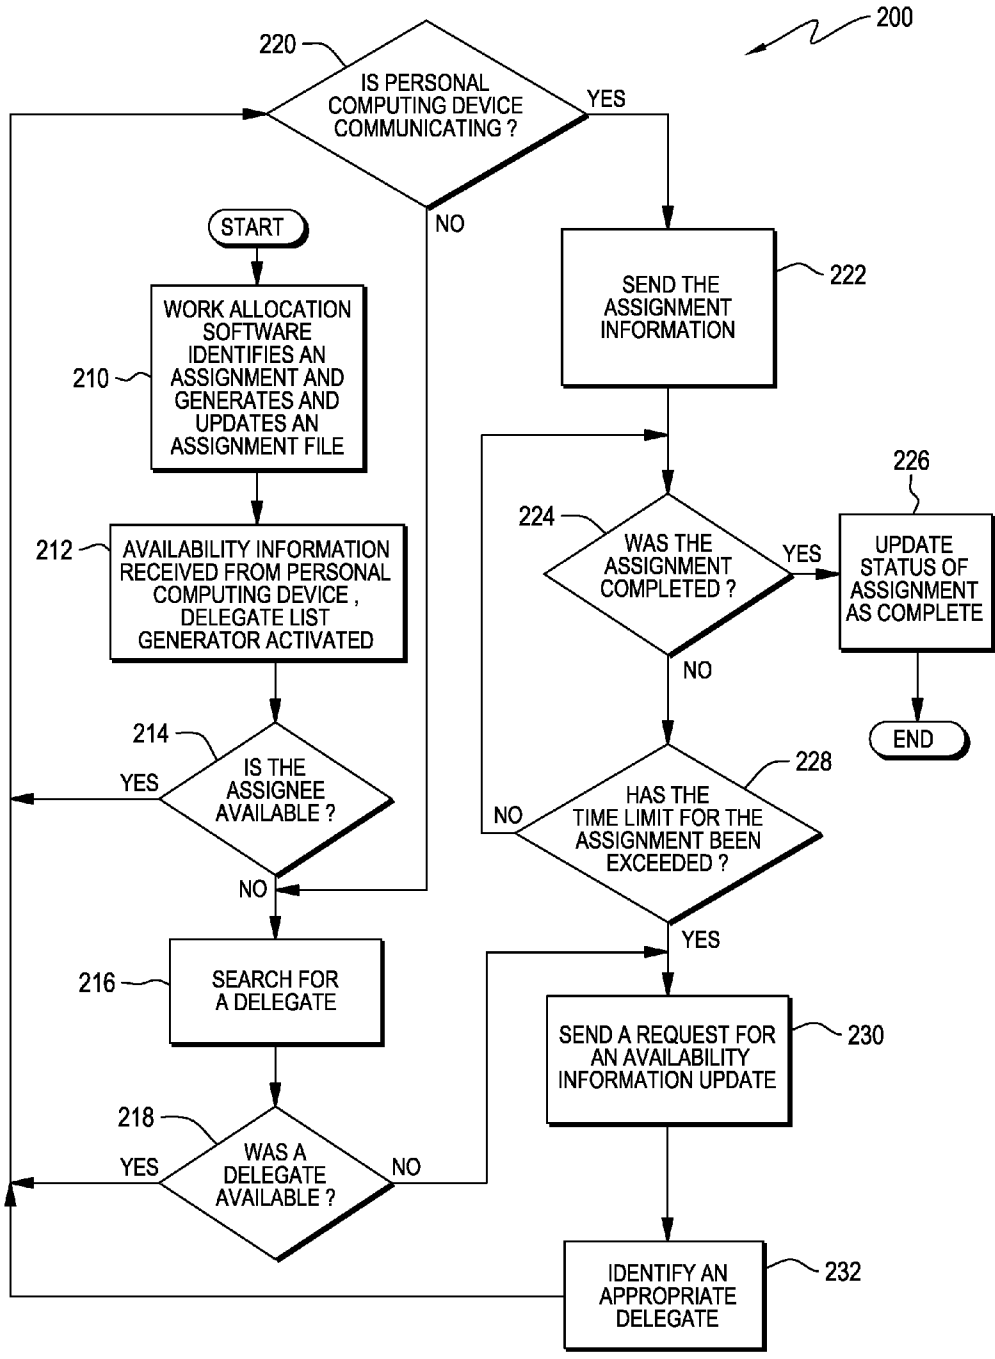 200
220
IS PERSONAL
COMPUTING DEVICE
COMMUNICATING ?
YES
NO
START
210
WORK ALLOCATION
SOFTWARE
IDENTIFIES AN
ASSIGNMENT AND
GENERATES AND
UPDATES AN
ASSIGNMENT FILE
222
SEND THE
ASSIGNMENT
INFORMATION
212
AVAILABILITY INFORMATION
RECEIVED FROM PERSONAL
COMPUTING DEVICE ,
DELEGATE LIST
GENERATOR ACTIVATED
224
WAS THE
ASSIGNMENT
COMPLETED ?
YES
NO
226
UPDATE
STATUS OF
ASSIGNMENT
AS COMPLETE
END
214
IS THE
ASSIGNEE
AVAILABLE ?
YES
NO
228
HAS THE
TIME LIMIT FOR THE
ASSIGNMENT BEEN
EXCEEDED ?
NO
YES
216
SEARCH FOR
A DELEGATE
230
SEND A REQUEST FOR
AN AVAILABILITY
INFORMATION UPDATE
218
WAS A
DELEGATE
AVAILABLE ?
YES
NO
232
IDENTIFY AN
APPROPRIATE
DELEGATE